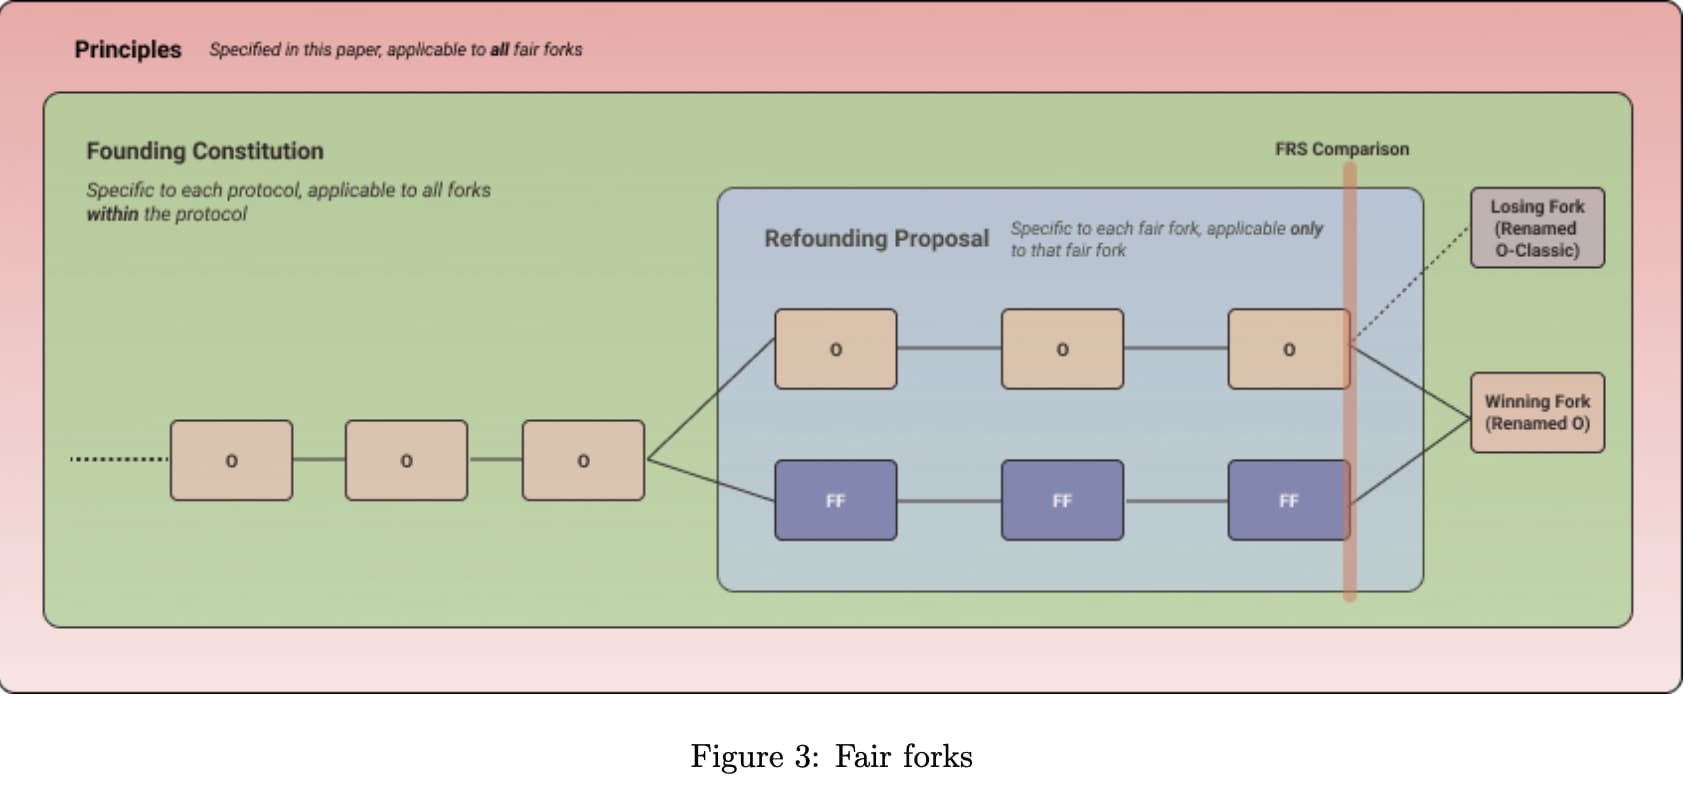 Principles Specified in this paper, applicable to all fair forks
Founding Constitution
Specific to each protocol, applicable to all forks
within the protocol
FRS Comparison
Refounding Proposal
Specific to each fair fork, applicable only
to that fair fork
Losing Fork
(Renamed
O-Classic)
O
O
O
Winning Fork
(Renamed O)
O
O
O
FF
FF
FF
Figure 3: Fair forks